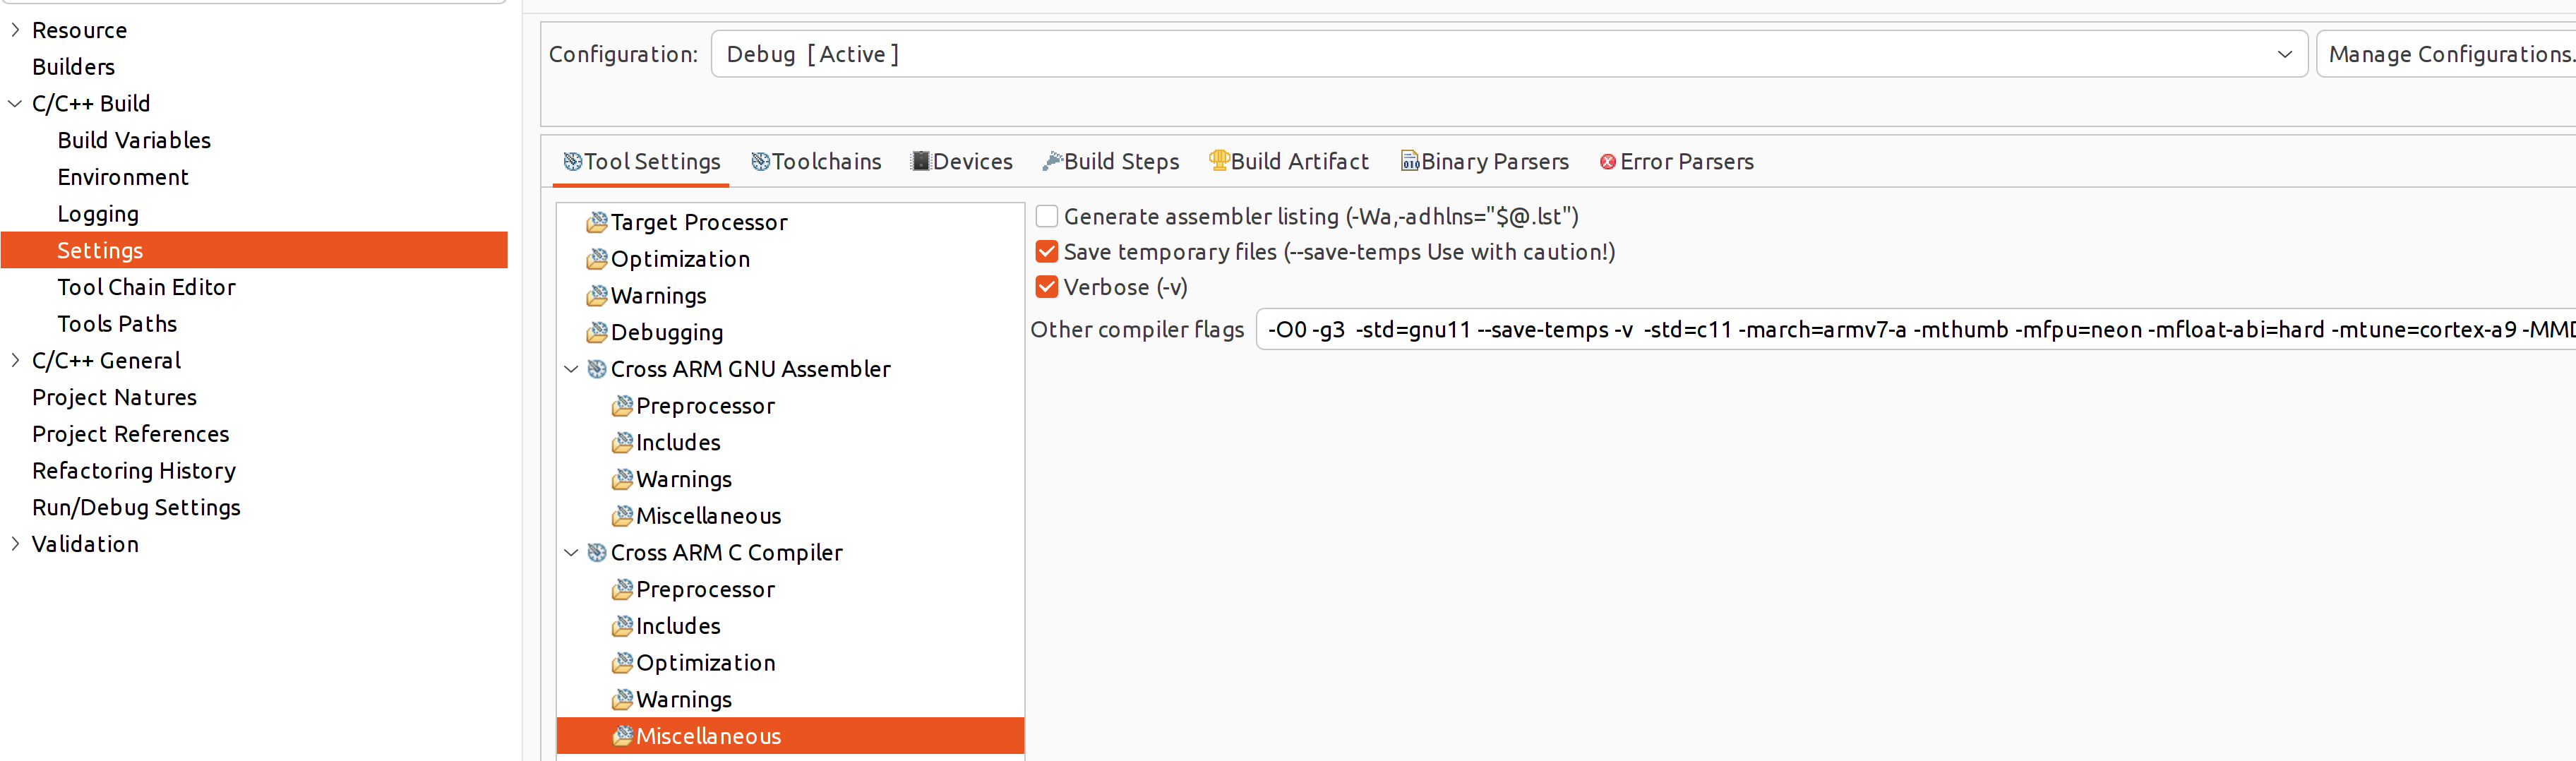 Resource
Builders
C/C++ Build
Build Variables
Environment
Logging
Settings
Tool Chain Editor
Tools Paths
C/C++ General
Project Natures
Project References
Refactoring History
Run/Debug Settings
Validation
Configuration: Debug [ Active ] Manage Configurations.
Tool Settings Toolchains Devices Build Steps Build Artifact Binary Parsers Error Parsers
Target Processor
Optimization
Warnings
Debugging
Cross ARM GNU Assembler
Preprocessor
Includes
Warnings
Miscellaneous
Cross ARM C Compiler
Preprocessor
Includes
Optimization
Warnings
Miscellaneous
Generate assembler listing (-Wa,-adhlns="$@.lst")
Save temporary files (--save-temps Use with caution!)
Verbose (-v)
Other compiler flags -O0 -g3 -std=gnu11 --save-temps -v -std=c11 -march=armv7-a -mthumb -mfpu=neon -mfloat-abi=hard -mtune=cortex-a9 -MMD